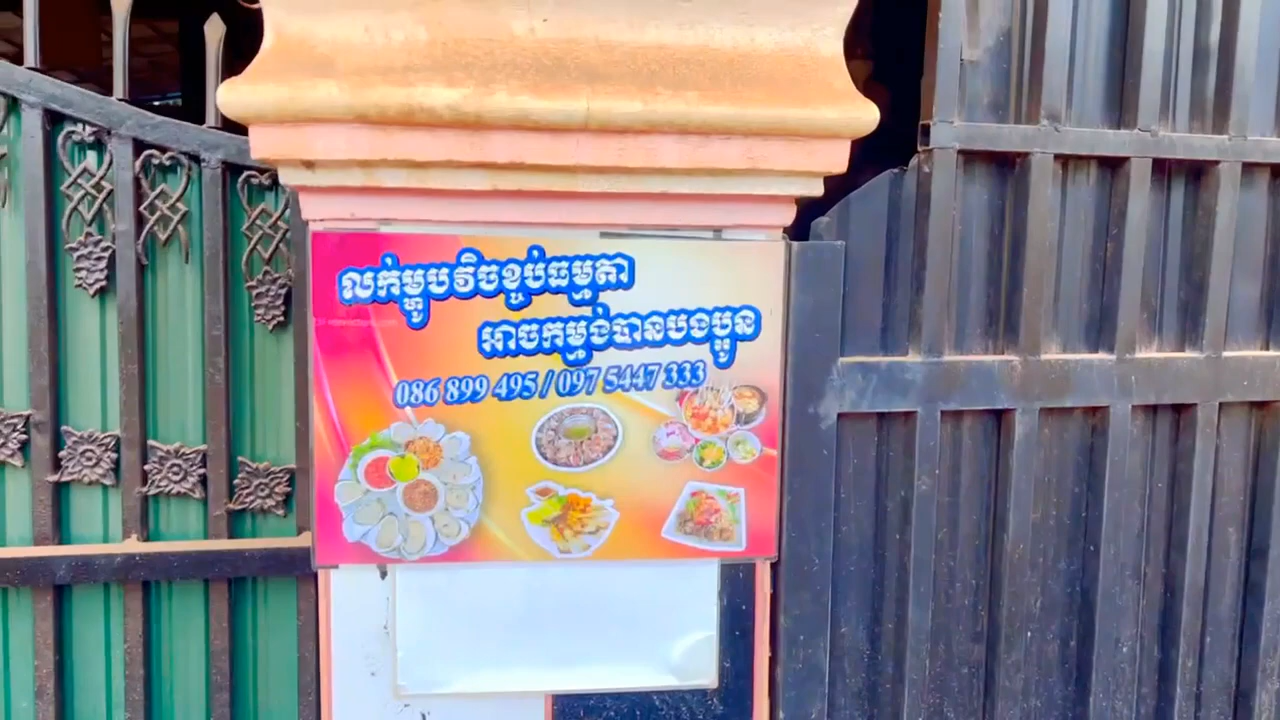 លក់ម្ហូបវិចខ្ចប់ធម្មតា
អាចកម្មង់បានបងប្អូន
086 899 495 / 097 5447 333